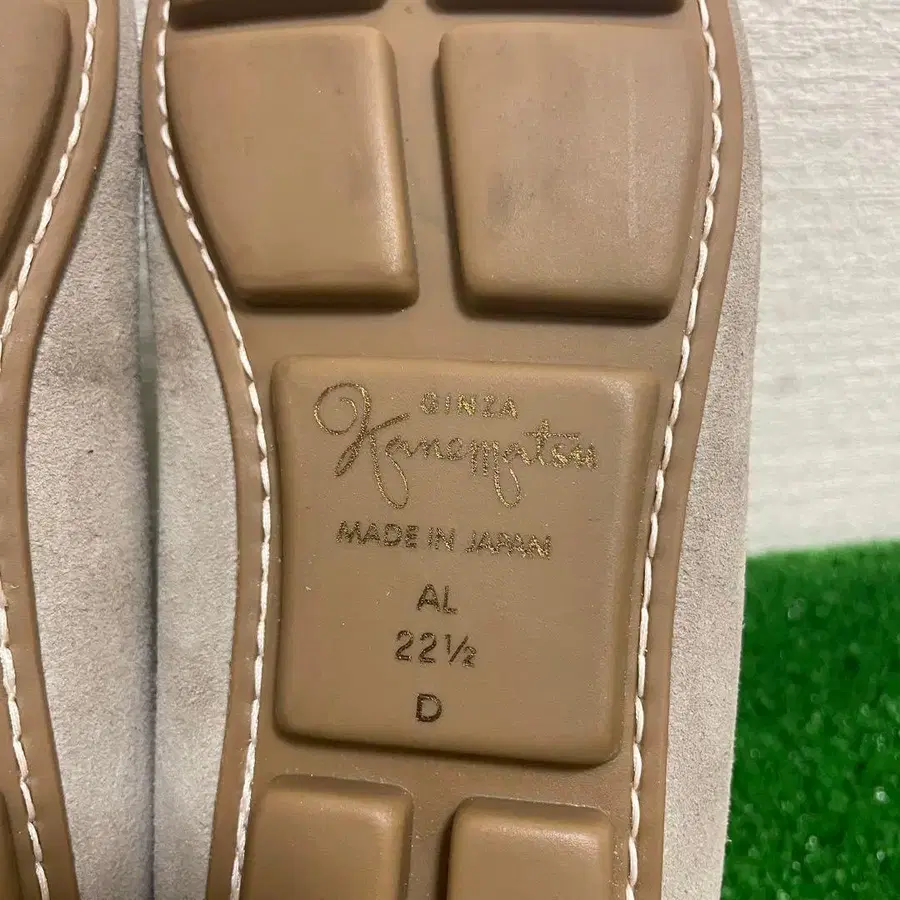 GINZA
Kanematsu
MADE IN JAPAN
AL
22½
D